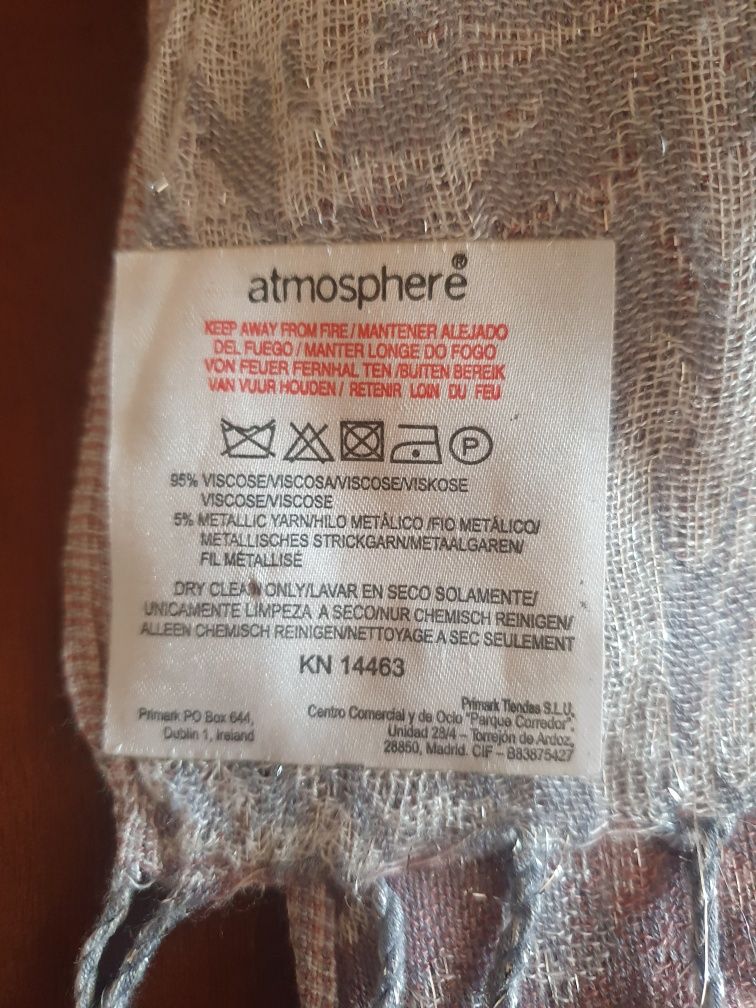 atmosphere®
KEEP AWAY FROM FIRE / MANTENER ALEJADO
DEL FUEGO / MANTER LONGE DO FOGO
VON FEUER FERNHAL TEN /BUITEN BEREIK
VAN VUUR HOUDEN / RETENIR LOIN DU FEU
P
95% VISCOSE/VISCOSA/VISCOSE/VISKOSE
VISCOSE/VISCOSE
5% METALLIC YARN/HILO METÁLICO /FIO METÁLICO/
METALLISCHES STRICKGARN/METAALGAREN/
FIL MÉTALLISÉ
DRY CLEAN ONLY/LAVAR EN SECO SOLAMENTE/
UNICAMENTE LIMPEZA A SECO/NUR CHEMISCH REINIGEN/
ALLEEN CHEMISCH REINIGEN/NETTOYAGE A SEC SEULEMENT
KN 14463
Primark PO Box 644,
Dublin 1, Ireland
Primark Tiendas S.L.U.
Centro Comercial y de Ocio "Parque Corredor",
Unidad 28/4 – Torrejón de Ardoz,
28850, Madrid. CIF – B83875427